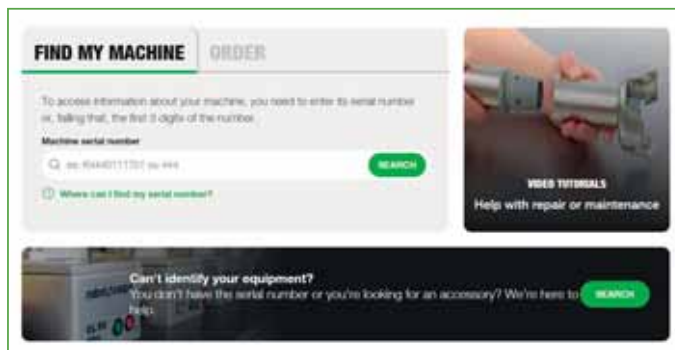 FIND MY MACHINE
ORDER
To access information about your machine, you need to enter its serial number
or, failing that, the first 3 digits of the number.
Machine serial number
SEARCH
Where can I find my serial number?
VIDEO TUTORIALS
Help with repair or maintenance
Can't identify your equipment?
You don't have the serial number or you're looking for an accessory? We're here to
help.
SEARCH